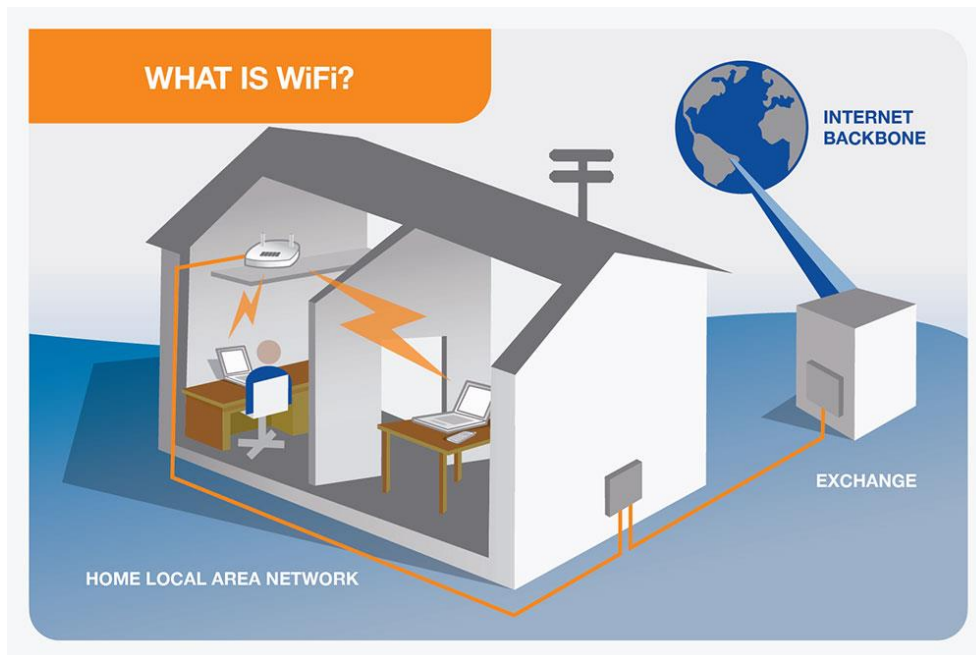 WHAT IS WiFi?
INTERNET
BACKBONE
EXCHANGE
HOME LOCAL AREA NETWORK